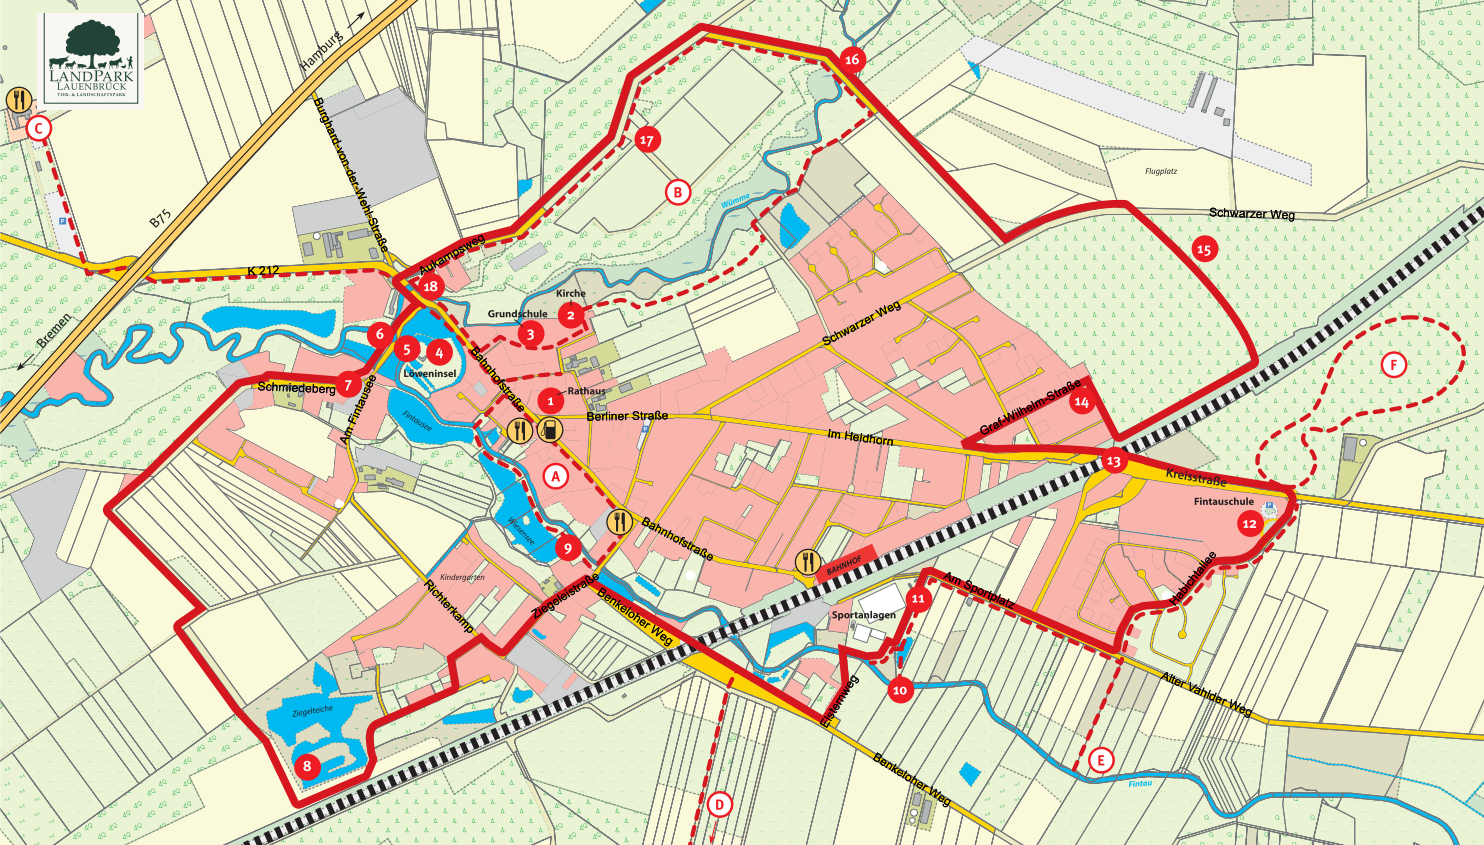 LANDPARK
LAUENBRÜCK
TIER- & LANDSCHAFTSPARK
Hamburg
B75
Bremen
Burghard-von-der-Wehl-Straße
K 212
C
P
Aukampsweg
18
17
16
B
Wümme
Flugplatz
Schwarzer Weg
15
Kirche
2
Grundschule
3
6
5
4
Löweninsel
7
Schmiedeberg
Am Fintausee
Fintausee
Bahnhofstraße
Rathaus
1
Berliner Straße
P
Schwarzer Weg
Im Heidhorn
Graf-Wilhelm-Straße
14
13
Kreisstraße
F
Fintauschule
P
12
A
Wiesensee
9
Bahnhofstraße
BAHNHOF
Kindergarten
Richterkamp
Ziegeleistraße
Benkeloher Weg
Sportanlagen
11
Am Sportplatz
Habichtallee
10
Elsternweg
Alter Vahlder Weg
Ziegelteiche
8
Benkeloher Weg
D
E
Fintau